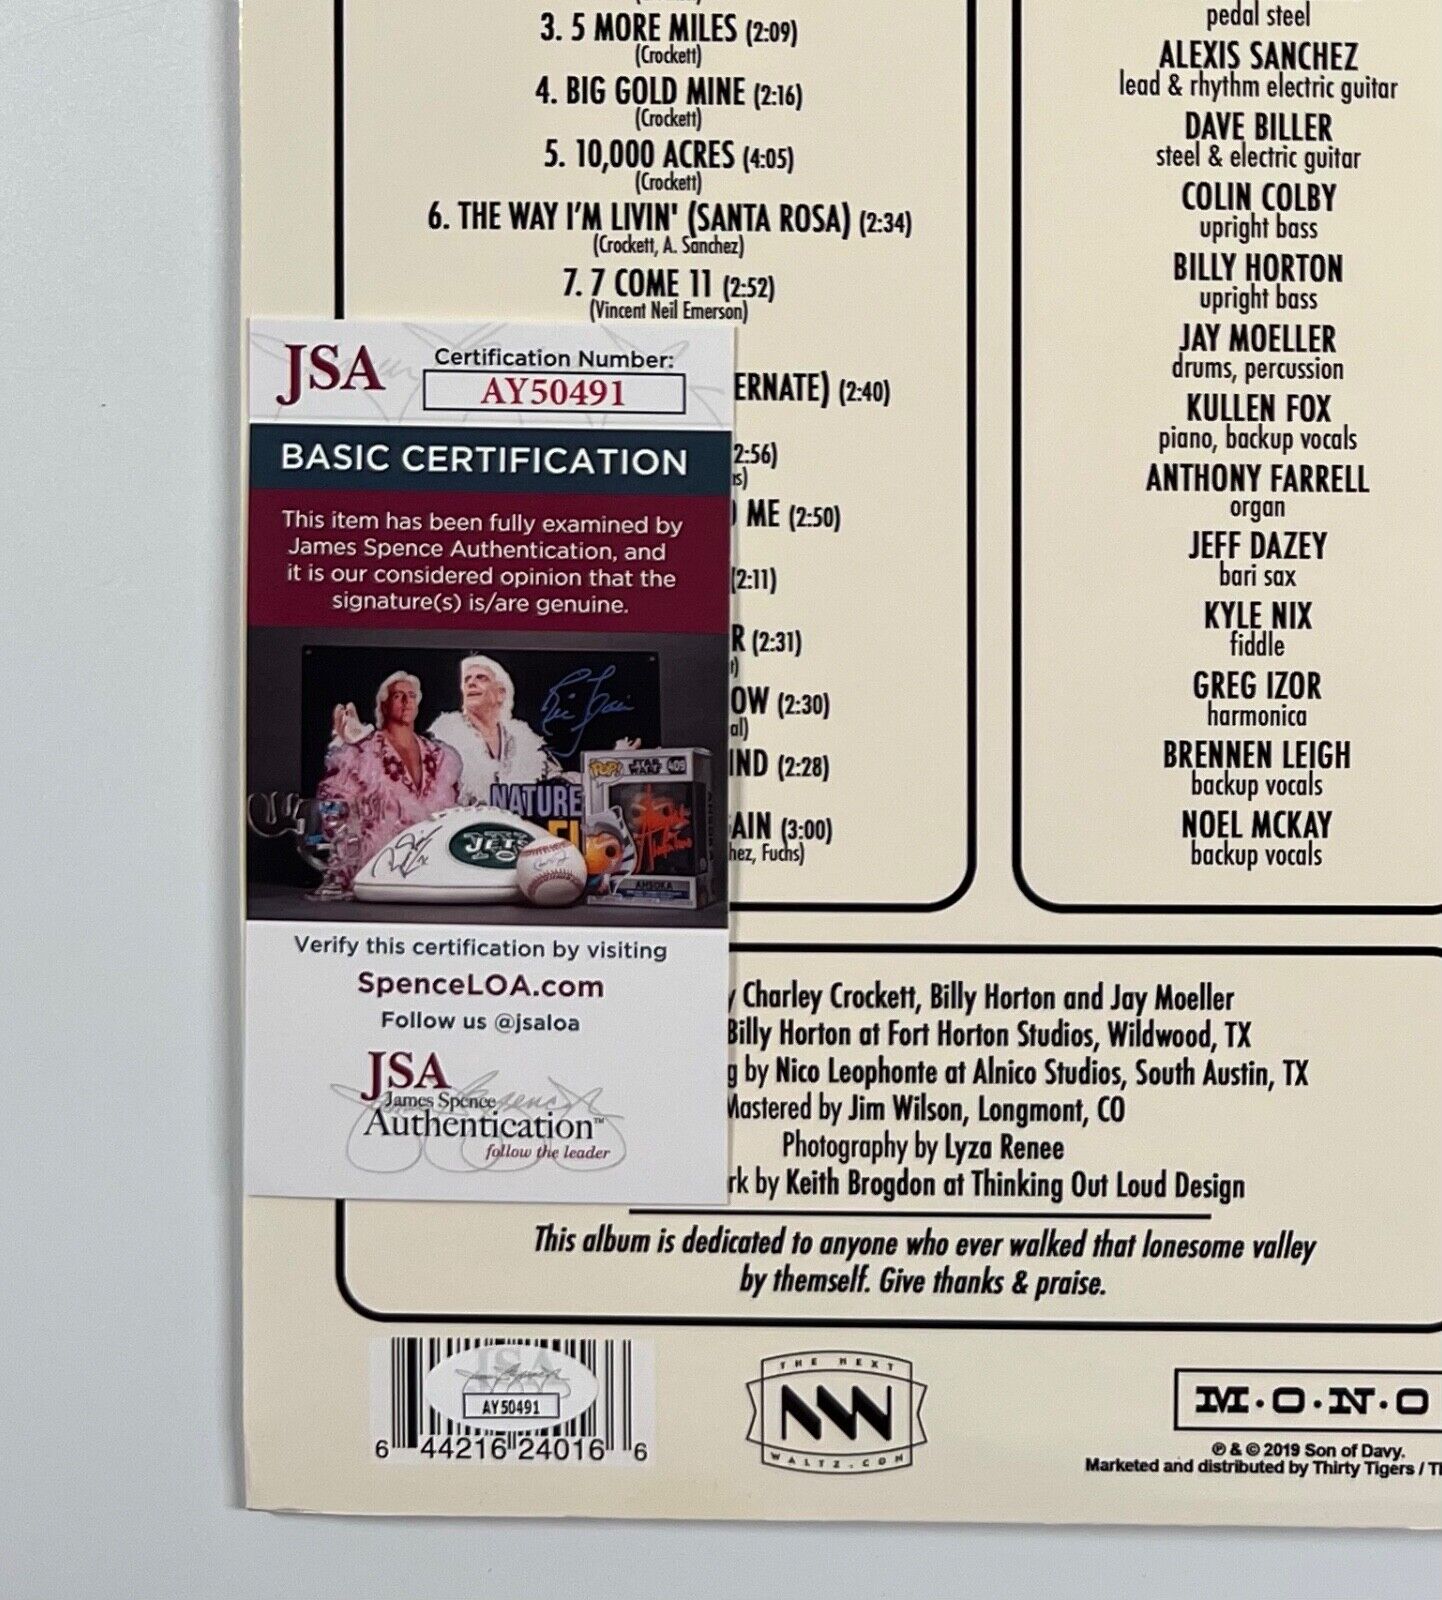 3. 5 MORE MILES (2:09)
(Crockett)
4. BIG GOLD MINE (2:16)
(Crockett)
5. 10,000 ACRES (4:05)
(Crockett)
6. THE WAY I'M LIVIN' (SANTA ROSA) (2:34)
(Crockett, A. Sanchez)
7. 7 COME 11 (2:52)
(Vincent Neil Emerson)
ERNATE) (2:40)
2:56)
ME (2:50)
(2:11)
R (2:31)
OW (2:30)
al)
IND (2:28)
AIN (3:00)
hez, Fuchs)
pedal steel
ALEXIS SANCHEZ
lead & rhythm electric guitar
DAVE BILLER
steel & electric guitar
COLIN COLBY
upright bass
BILLY HORTON
upright bass
JAY MOELLER
drums, percussion
KULLEN FOX
piano, backup vocals
ANTHONY FARRELL
organ
JEFF DAZEY
bari sax
KYLE NIX
fiddle
GREG IZOR
harmonica
BRENNEN LEIGH
backup vocals
NOEL MCKAY
backup vocals
JSA
Certification Number:
AY50491
BASIC CERTIFICATION
This item has been fully examined by
James Spence Authentication, and
it is our considered opinion that the
signature(s) is/are genuine.
NATURE
JETS
POP! STAR WARS 409
AHSOKA
Verify this certification by visiting
SpenceLOA.com
Follow us @jsaloa
JSA
James Spence
Authentication™
follow the leader
y Charley Crockett, Billy Horton and Jay Moeller
Billy Horton at Fort Horton Studios, Wildwood, TX
g by Nico Leophonte at Alnico Studios, South Austin, TX
Mastered by Jim Wilson, Longmont, CO
Photography by Lyza Renee
rk by Keith Brogdon at Thinking Out Loud Design
This album is dedicated to anyone who ever walked that lonesome valley
by themself. Give thanks & praise.
JSA
AY50491
6 44216 24016 6
THE NEXT
WALTZ.COM
M·O·N·O
℗ & © 2019 Son of Davy.
Marketed and distributed by Thirty Tigers / Th